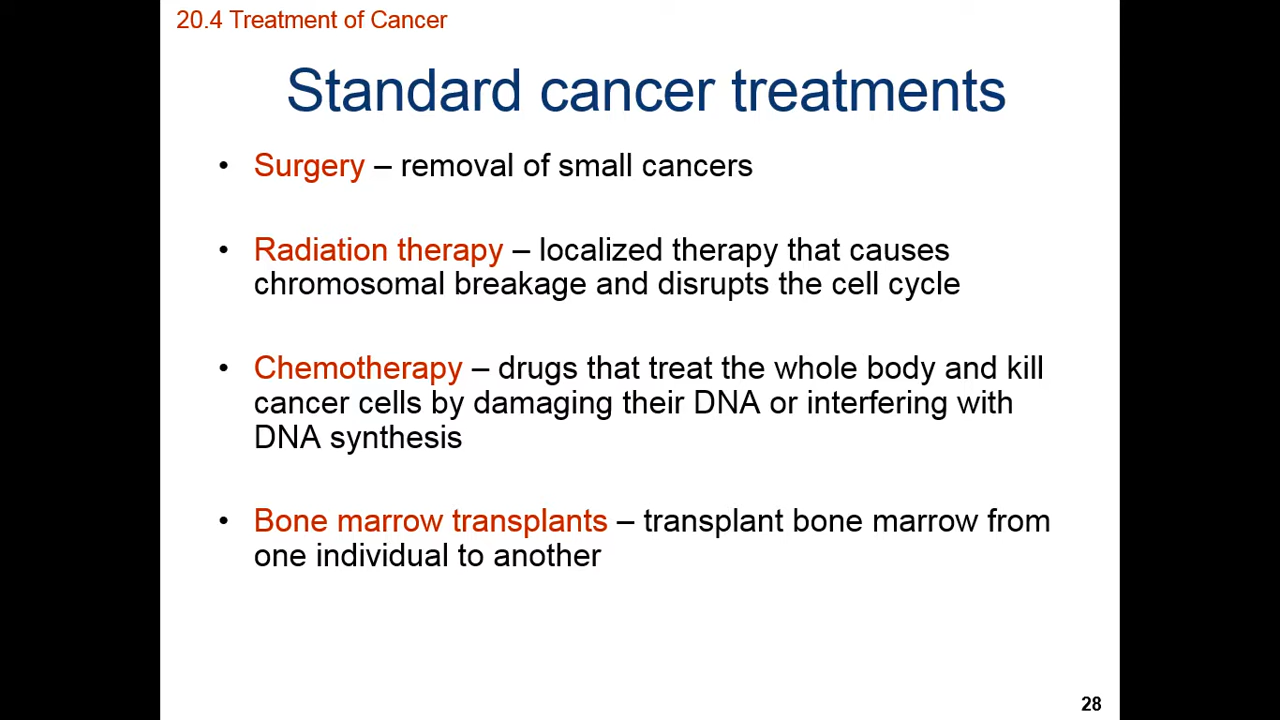 20.4 Treatment of Cancer
Standard cancer treatments
• Surgery – removal of small cancers
• Radiation therapy – localized therapy that causes
chromosomal breakage and disrupts the cell cycle
• Chemotherapy – drugs that treat the whole body and kill
cancer cells by damaging their DNA or interfering with
DNA synthesis
• Bone marrow transplants – transplant bone marrow from
one individual to another
28